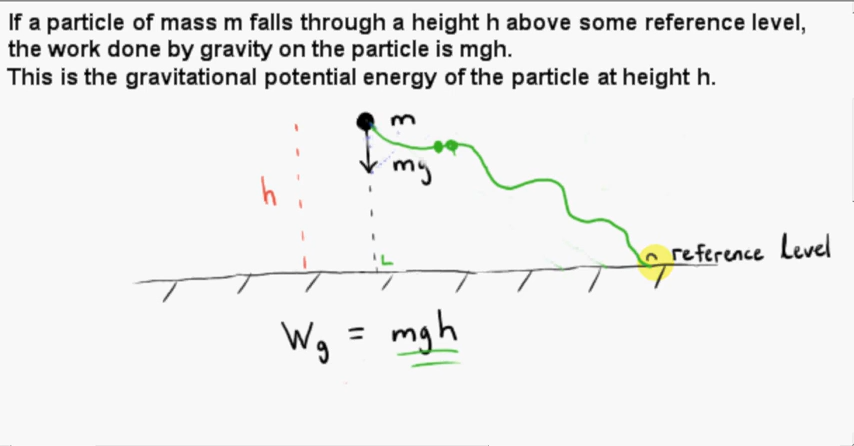 If a particle of mass m falls through a height h above some reference level,
the work done by gravity on the particle is mgh.
This is the gravitational potential energy of the particle at height h.
m
mg
h
reference Level
Wg = mgh